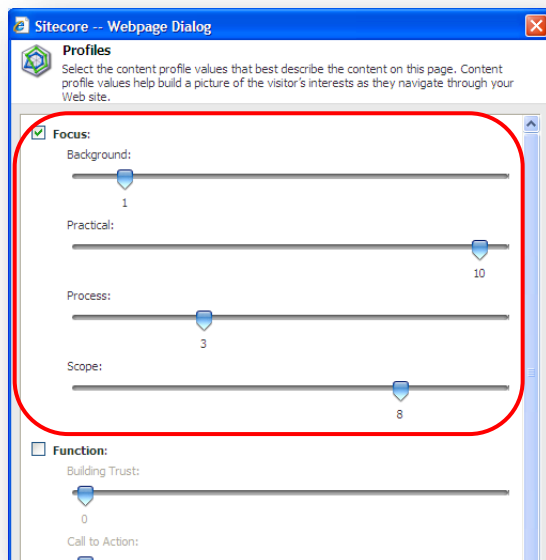 Sitecore -- Webpage Dialog
Profiles
Select the content profile values that best describe the content on this page. Content
profile values help build a picture of the visitor's interests as they navigate through your
Web site.
Focus:
Background:
1
Practical:
10
Process:
3
Scope:
8
Function:
Building Trust:
0
Call to Action: